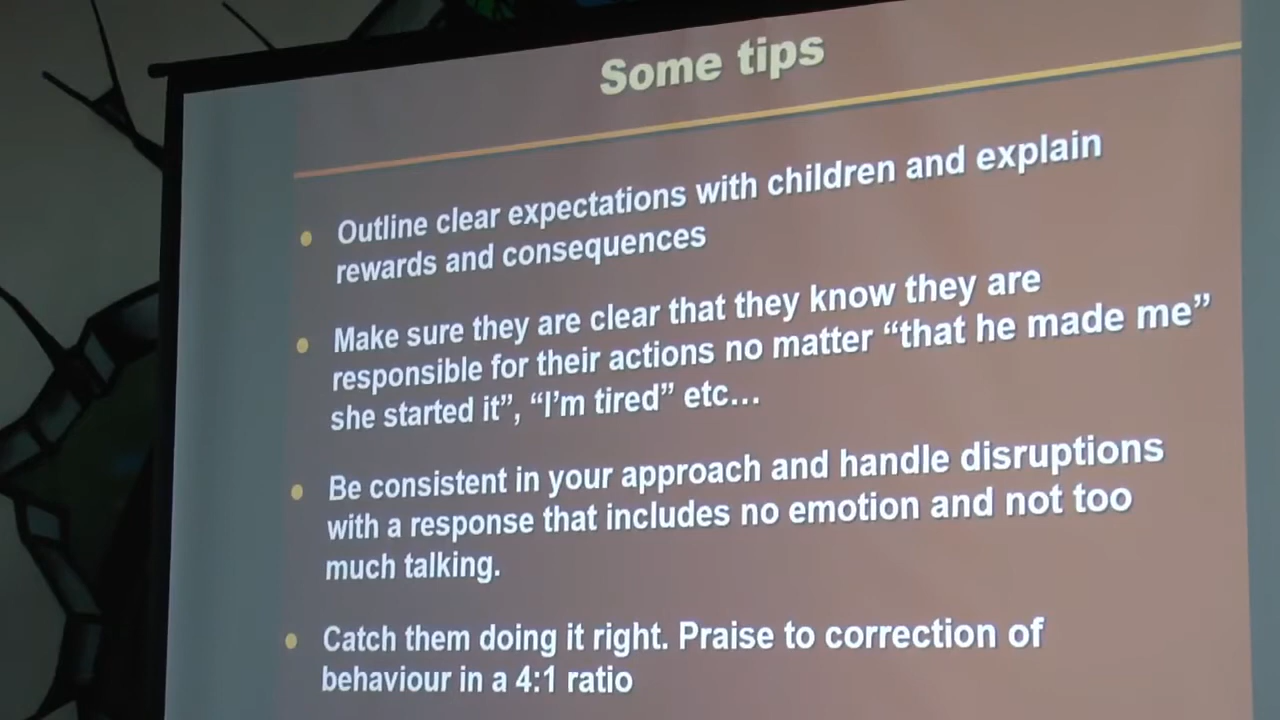 Some tips
Outline clear expectations with children and explain
rewards and consequences
Make sure they are clear that they know they are
responsible for their actions no matter “that he made me”
she started it”, “I’m tired” etc…
Be consistent in your approach and handle disruptions
with a response that includes no emotion and not too
much talking.
Catch them doing it right. Praise to correction of
behaviour in a 4:1 ratio